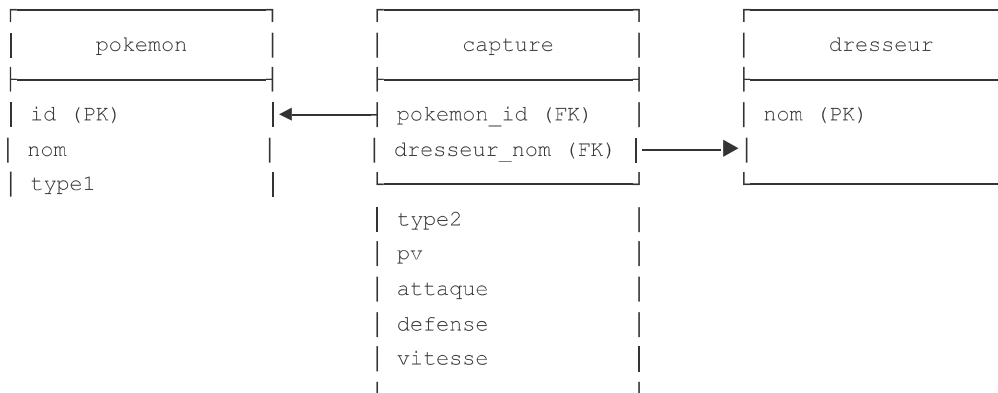 pokemon capture dresseur
id (PK) pokemon_id (FK) nom (PK)
nom dresseur_nom (FK)
type1
type2
pv
attaque
defense
vitesse